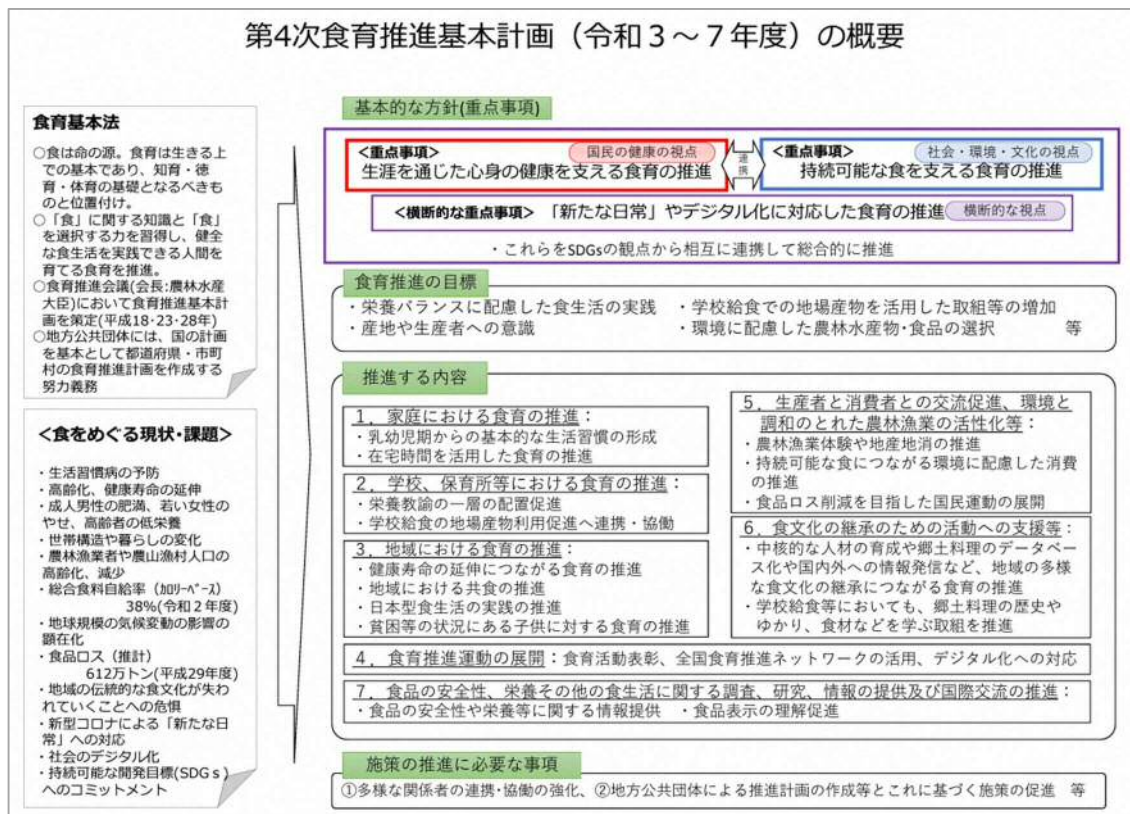 第4次食育推進基本計画（令和３～７年度）の概要
食育基本法
○食は命の源。食育は生きる上
での基本であり、知育・徳
育・体育の基礎となるべきも
のと位置付け。
○「食」に関する知識と「食」
を選択する力を習得し、健全
な食生活を実践できる人間を
育てる食育を推進。
○食育推進会議(会長:農林水産
大臣)において食育推進基本計
画を策定(平成18･23･28年)
○地方公共団体には、国の計画
を基本として都道府県・市町
村の食育推進計画を作成する
努力義務
＜食をめぐる現状･課題＞
・生活習慣病の予防
・高齢化、健康寿命の延伸
・成人男性の肥満、若い女性の
やせ、高齢者の低栄養
・世帯構造や暮らしの変化
・農林漁業者や農山漁村人口の
高齢化、減少
・総合食料自給率（ｶﾛﾘｰﾍﾞｰｽ）
38%(令和２年度)
・地球規模の気候変動の影響の
顕在化
・食品ロス（推計）
612万トン(平成29年度)
・地域の伝統的な食文化が失わ
れていくことへの危惧
・新型コロナによる「新たな日
常」への対応
・社会のデジタル化
・持続可能な開発目標(SDGｓ)
へのコミットメント
基本的な方針(重点事項)
＜重点事項＞ 国民の健康の視点
生涯を通じた心身の健康を支える食育の推進
連携
＜重点事項＞ 社会・環境・文化の視点
持続可能な食を支える食育の推進
＜横断的な重点事項＞ 「新たな日常」やデジタル化に対応した食育の推進 横断的な視点
・これらをSDGsの観点から相互に連携して総合的に推進
食育推進の目標
・栄養バランスに配慮した食生活の実践 ・学校給食での地場産物を活用した取組等の増加
・産地や生産者への意識 ・環境に配慮した農林水産物･食品の選択 等
推進する内容
１．家庭における食育の推進：
・乳幼児期からの基本的な生活習慣の形成
・在宅時間を活用した食育の推進
２．学校、保育所等における食育の推進：
・栄養教諭の一層の配置促進
・学校給食の地場産物利用促進へ連携・協働
３．地域における食育の推進：
・健康寿命の延伸につながる食育の推進
・地域における共食の推進
・日本型食生活の実践の推進
・貧困等の状況にある子供に対する食育の推進
５．生産者と消費者との交流促進、環境と
調和のとれた農林漁業の活性化等：
・農林漁業体験や地産地消の推進
・持続可能な食につながる環境に配慮した消費
の推進
・食品ロス削減を目指した国民運動の展開
６．食文化の継承のための活動への支援等：
・中核的な人材の育成や郷土料理のデータベー
ス化や国内外への情報発信など、地域の多様
な食文化の継承につながる食育の推進
・学校給食等においても、郷土料理の歴史や
ゆかり、食材などを学ぶ取組を推進
４．食育推進運動の展開：食育活動表彰、全国食育推進ネットワークの活用、デジタル化への対応
７．食品の安全性、栄養その他の食生活に関する調査、研究、情報の提供及び国際交流の推進：
・食品の安全性や栄養等に関する情報提供 ・食品表示の理解促進
施策の推進に必要な事項
①多様な関係者の連携･協働の強化、②地方公共団体による推進計画の作成等とこれに基づく施策の促進 等